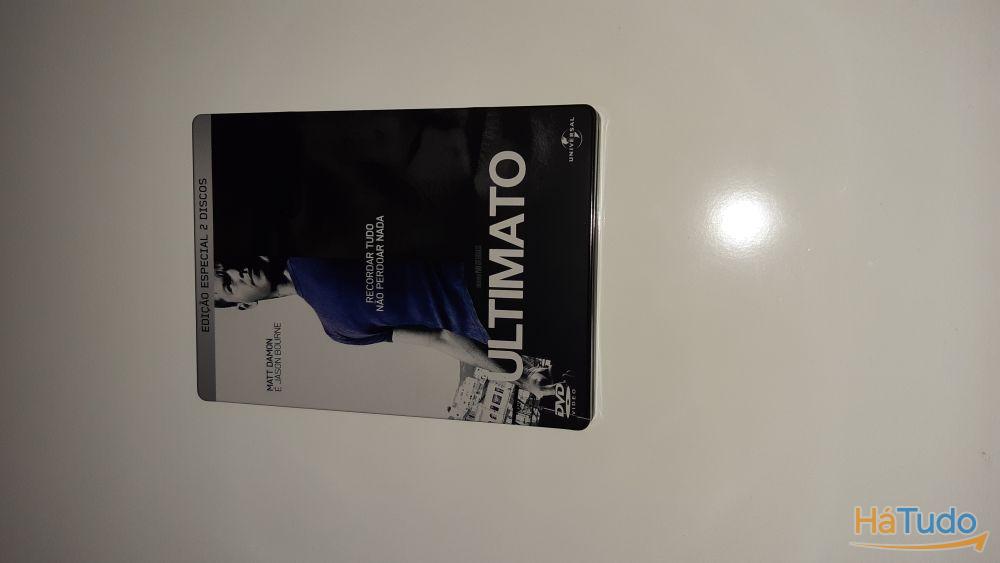 EDIÇÃO ESPECIAL 2 DISCOS
MATT DAMON
É JASON BOURNE
RECORDAR TUDO
NÃO PERDOAR NADA
ULTIMATO
DVD
VIDEO
UNIVERSAL
HáTudo